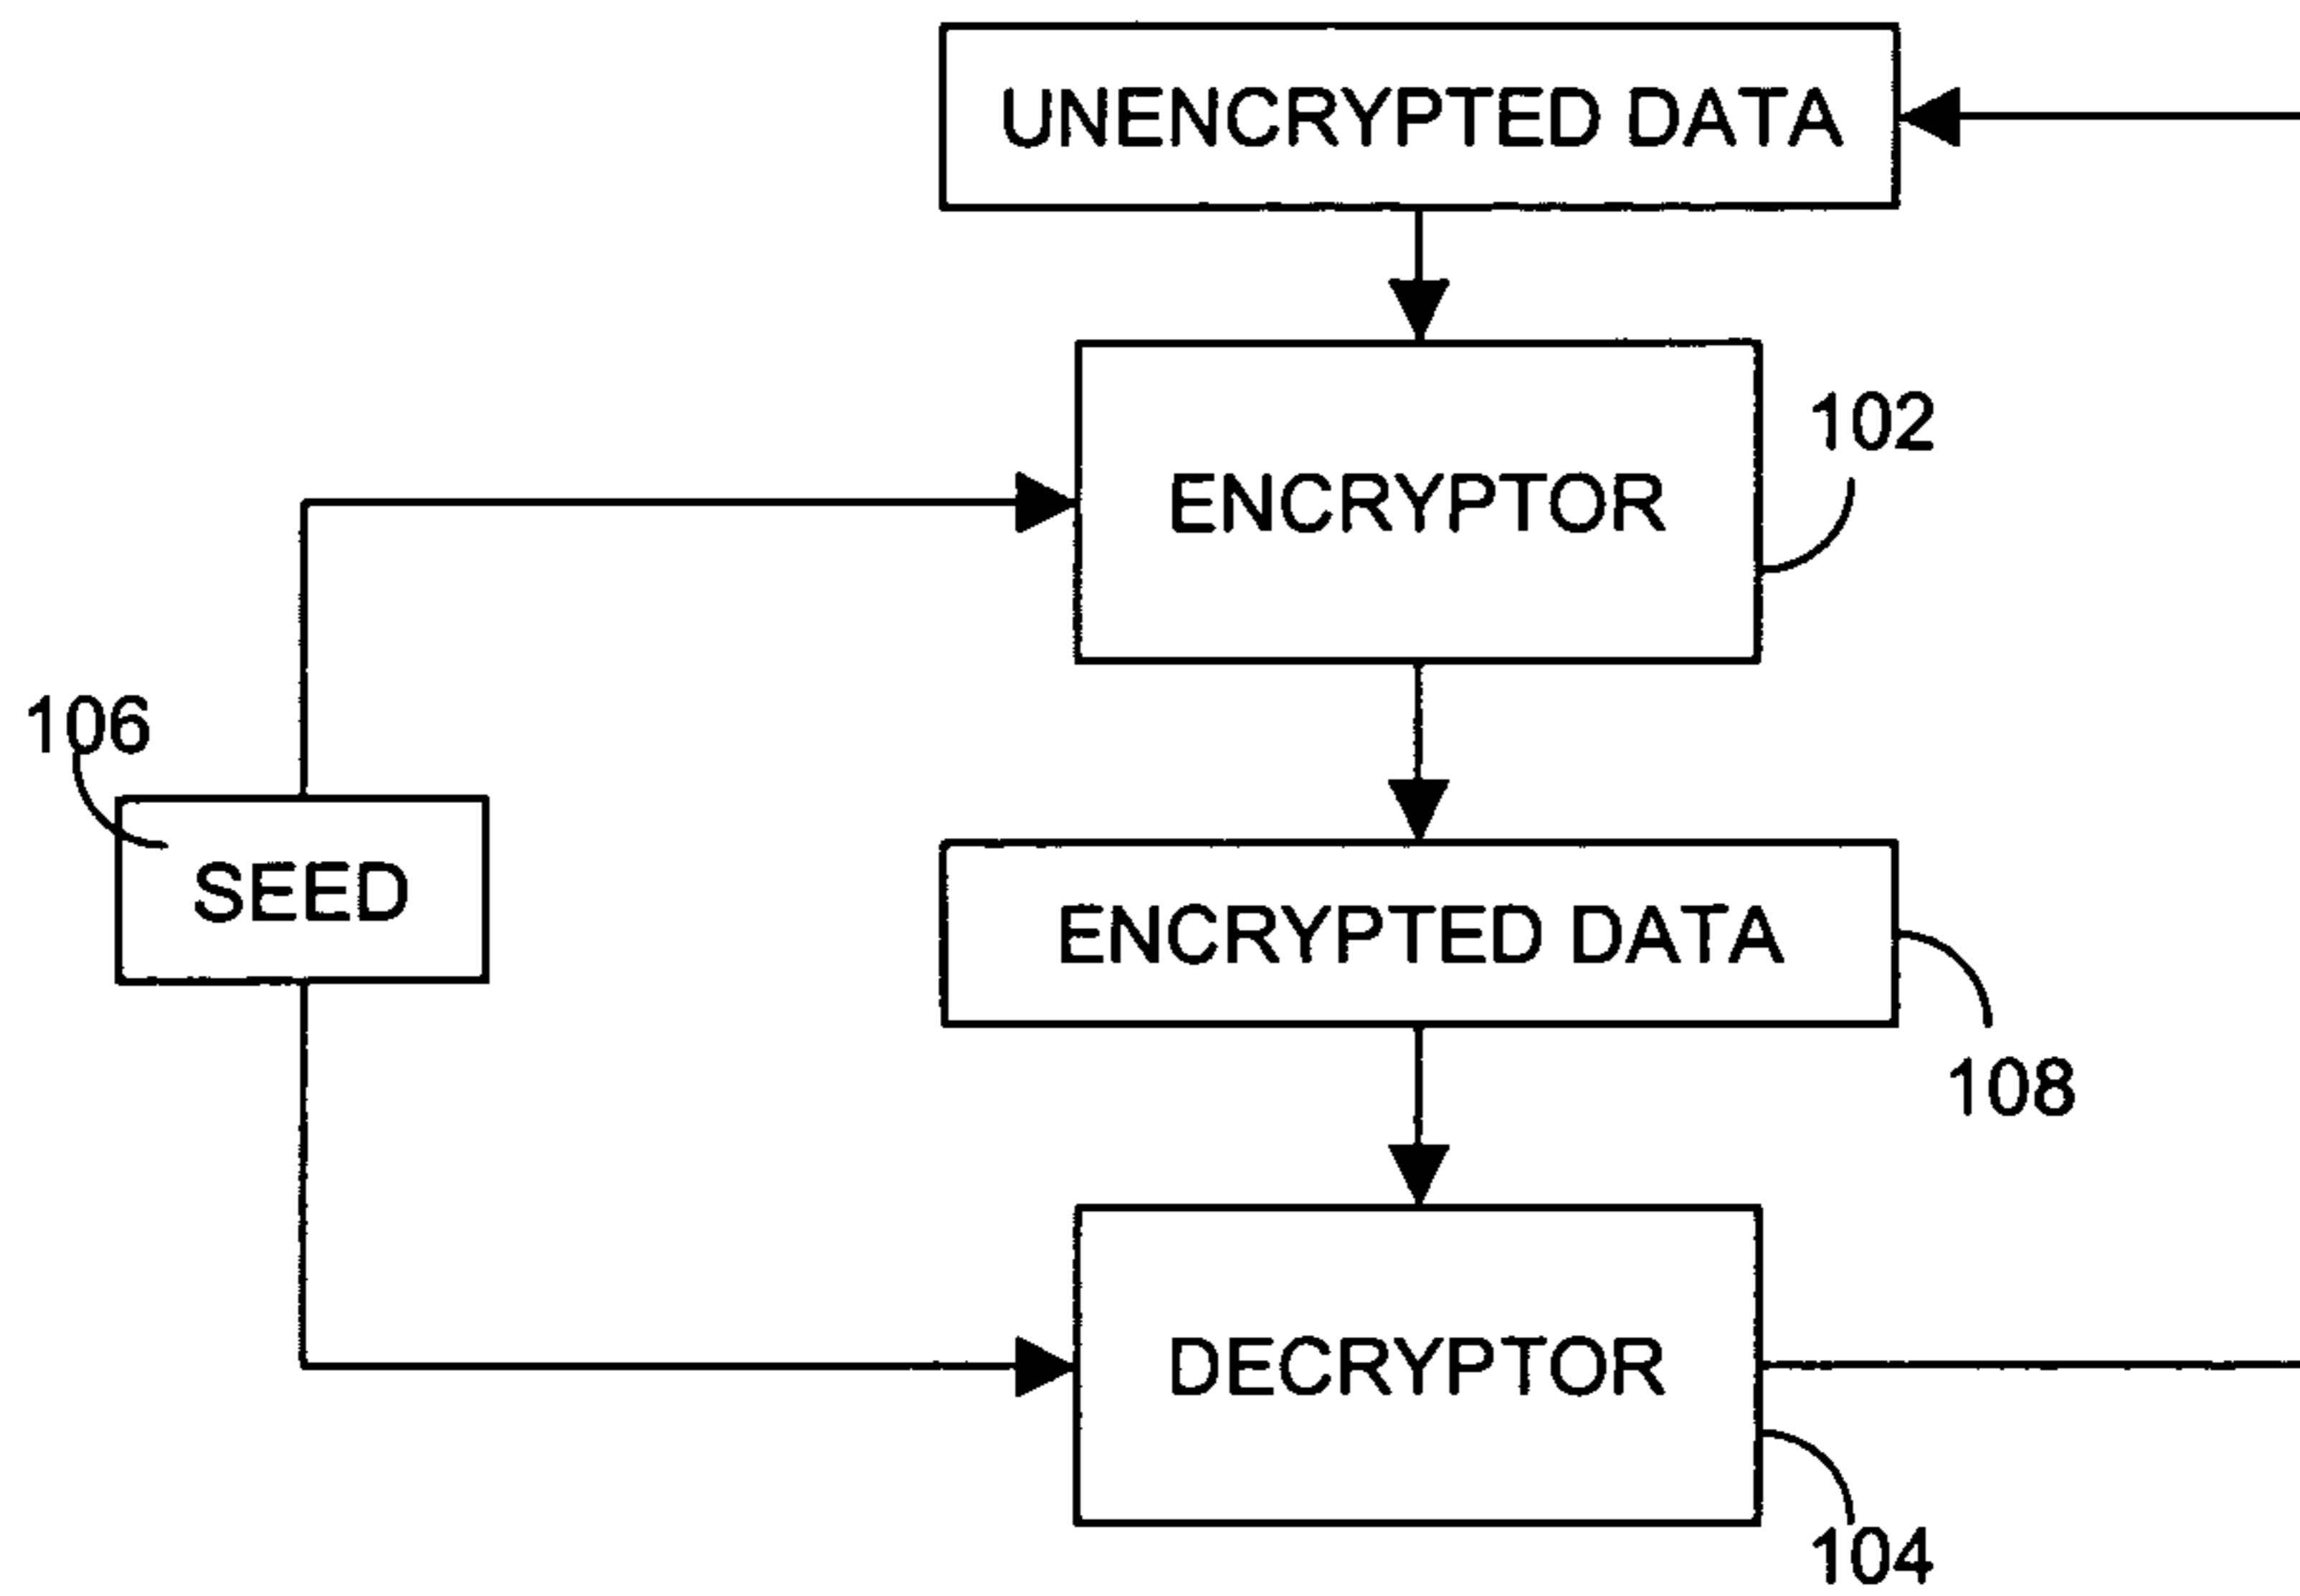 UNENCRYPTED DATA
102
ENCRYPTOR
106
SEED
ENCRYPTED DATA
108
DECRYPTOR
104